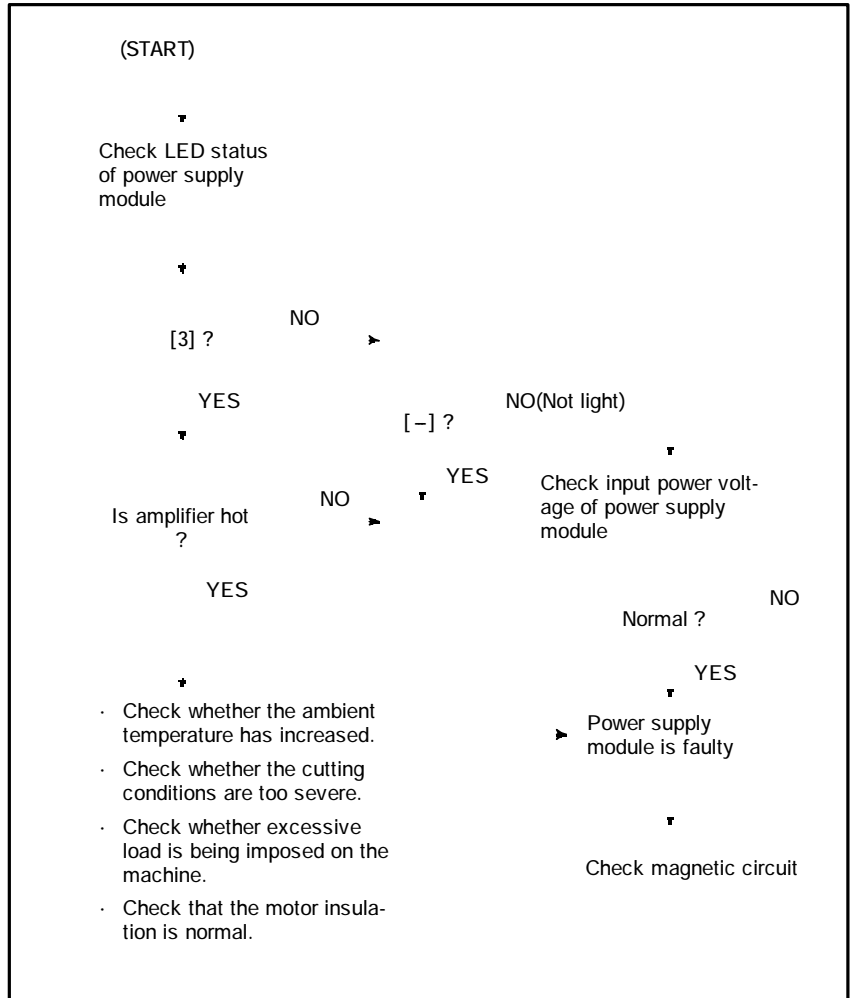 (START)
Check LED status
of power supply
module
NO
[3] ?
YES
NO(Not light)
[–] ?
YES
Check input power volt-
age of power supply
module
NO
Is amplifier hot
?
YES
NO
Normal ?
YES
· Check whether the ambient
temperature has increased.
· Check whether the cutting
conditions are too severe.
· Check whether excessive
load is being imposed on the
machine.
· Check that the motor insula-
tion is normal.
Power supply
module is faulty
Check magnetic circuit